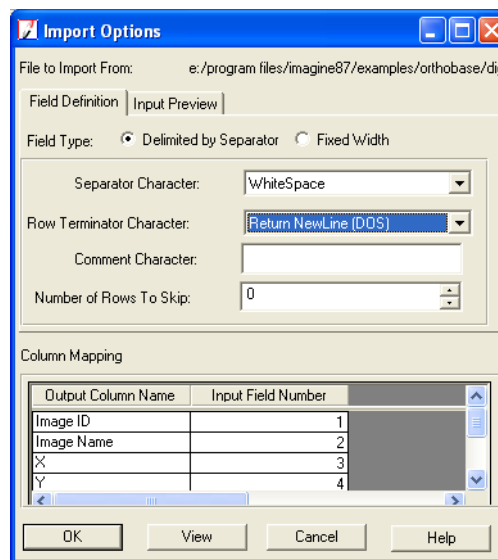 Import Options
File to Import From: e:/program files/imagine87/examples/orthobase/di
Field Definition Input Preview
Field Type: Delimited by Separator Fixed Width
Separator Character: WhiteSpace
Row Terminator Character: Return NewLine (DOS)
Comment Character:
Number of Rows To Skip: 0
Column Mapping
Output Column Name Input Field Number
Image ID 1
Image Name 2
X 3
Y 4
OK View Cancel Help